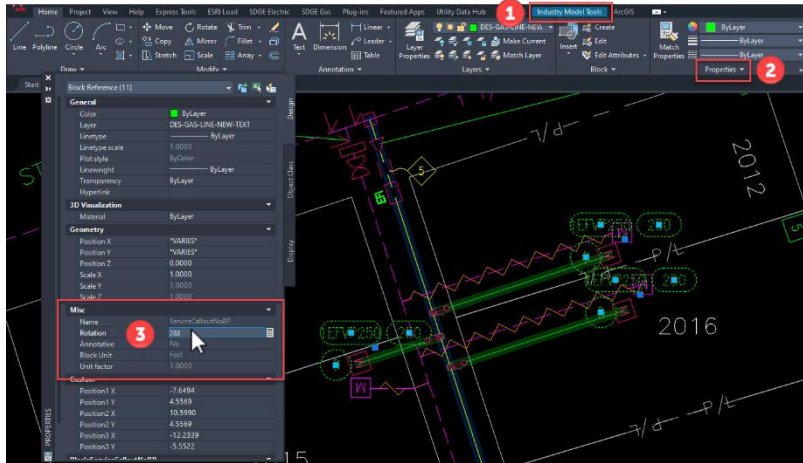 Home Project View Insert Help Express Tools ESRI Load SDGE Electric SDGE Gas Plug-ins Featured Apps Utility Data Hub 1 Industry Model Tools ArcGIS
Line Polyline Circle Arc
Move Rotate Trim
Copy Mirror Fillet
Stretch Scale Array
Text Dimension
Linear
Leader
Table
Layer Properties
DES-GAS-LINE-NEW-
Make Current
Match Layer
Insert
Create
Edit
Edit Attributes
Match Properties
ByLayer
ByLayer
ByLayer
Draw Modify Annotation Layers Block Properties 2
Start
Block Reference (11)
General
Color ByLayer
Layer DES-GAS-LINE-NEW-TEXT
Linetype ByLayer
Linetype scale 1.0000
Plot style ByColor
Lineweight ByLayer
Transparency ByLayer
Hyperlink
3D Visualization
Material ByLayer
Geometry
Position X *VARIES*
Position Y *VARIES*
Position Z 0.0000
Scale X 1.0000
Scale Y 1.0000
Scale Z 1.0000
Misc
Name ServiceCalloutNoBP
3
Rotation 288
Annotative No
Block Unit Feet
Unit factor 1.0000
Custom
Position1 X -7.6494
Position1 Y 4.5569
Position2 X 10.5990
Position2 Y 4.5569
Position3 X -12.2339
Position3 Y -5.5522
Design
Object Class
Display
PROPERTIES
P/L
2012
5
5
EFV 250
M
P/L
2016
M
P/L
P/L
15